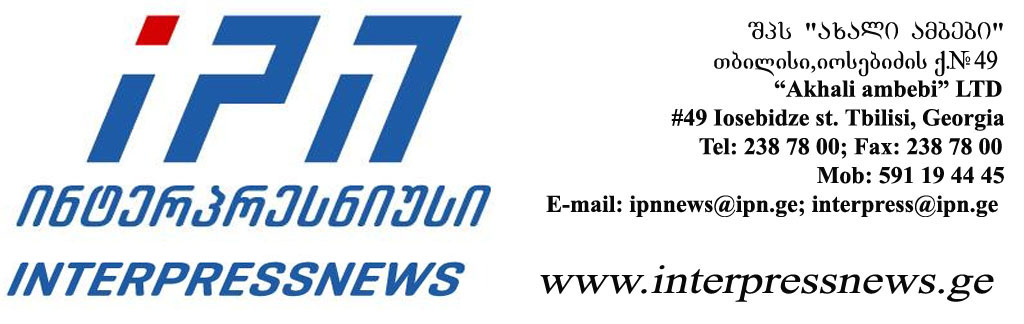 iPN
ინტერპრესნიუსი
INTERPRESSNEWS
შპს "ახალი ამბები"
თბილისი,იოსებიძის ქ.№49
“Akhali ambebi” LTD
#49 Iosebidze st. Tbilisi, Georgia
Tel: 238 78 00; Fax: 238 78 00
Mob: 591 19 44 45
E-mail: ipnnews@ipn.ge; interpress@ipn.ge
www.interpressnews.ge